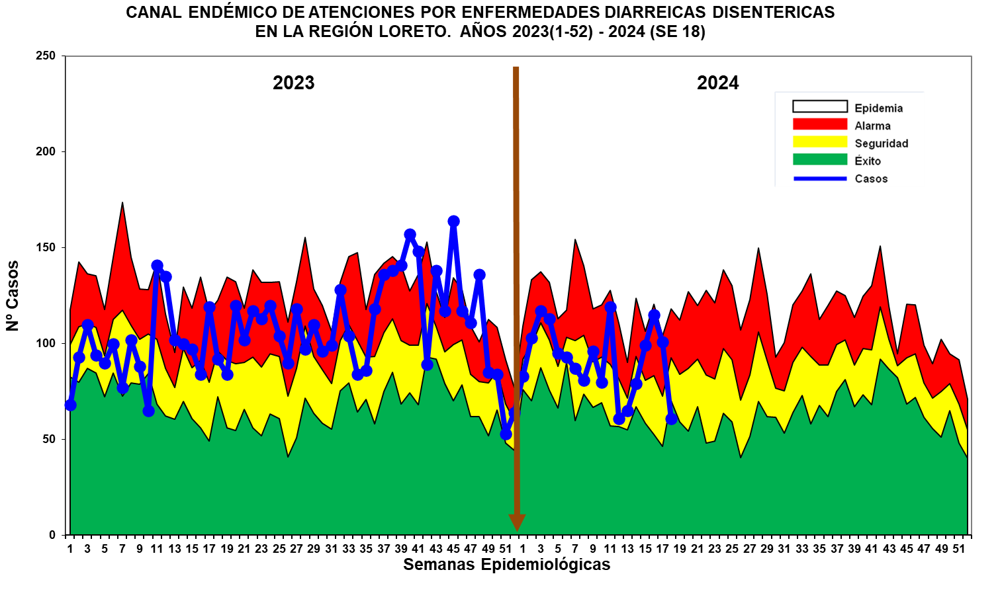 CANAL ENDÉMICO DE ATENCIONES POR ENFERMEDADES DIARREICAS DISENTERICAS
EN LA REGIÓN LORETO. AÑOS 2023(1-52) - 2024 (SE 18)
250
200
150
100
50
0
Nº Casos
2023
2024
Epidemia
Alarma
Seguridad
Éxito
Casos
1 3 5 7 9 11 13 15 17 19 21 23 25 27 29 31 33 35 37 39 41 43 45 47 49 51 1 3 5 7 9 11 13 15 17 19 21 23 25 27 29 31 33 35 37 39 41 43 45 47 49 51
Semanas Epidemiológicas